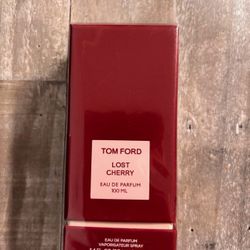 TOM FORD
LOST
CHERRY
EAU DE PARFUM
100 ML
EAU DE PARFUM
VAPORISATEUR SPRAY